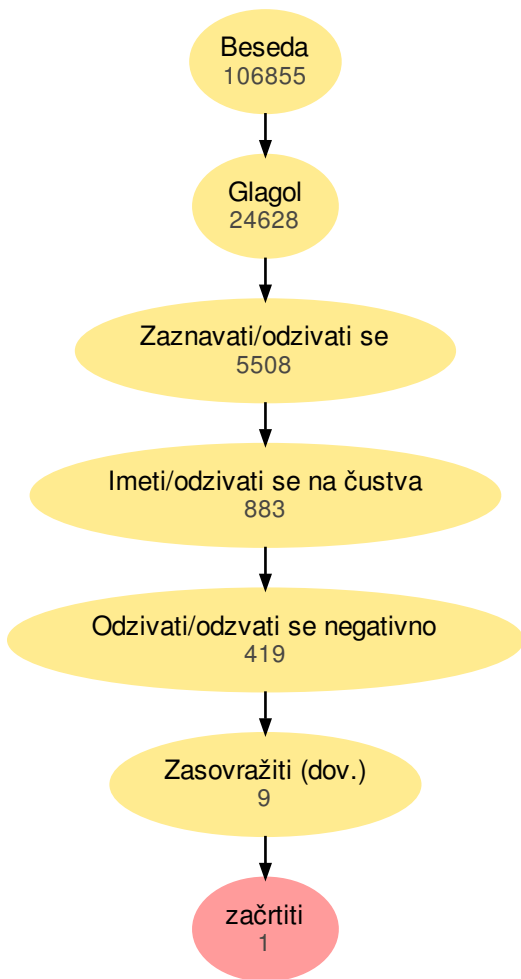 Beseda
106855
Glagol
24628
Zaznavati/odzivati se
5508
Imeti/odzivati se na čustva
883
Odzivati/odzvati se negativno
419
Zasovražiti (dov.)
9
začrtiti
1